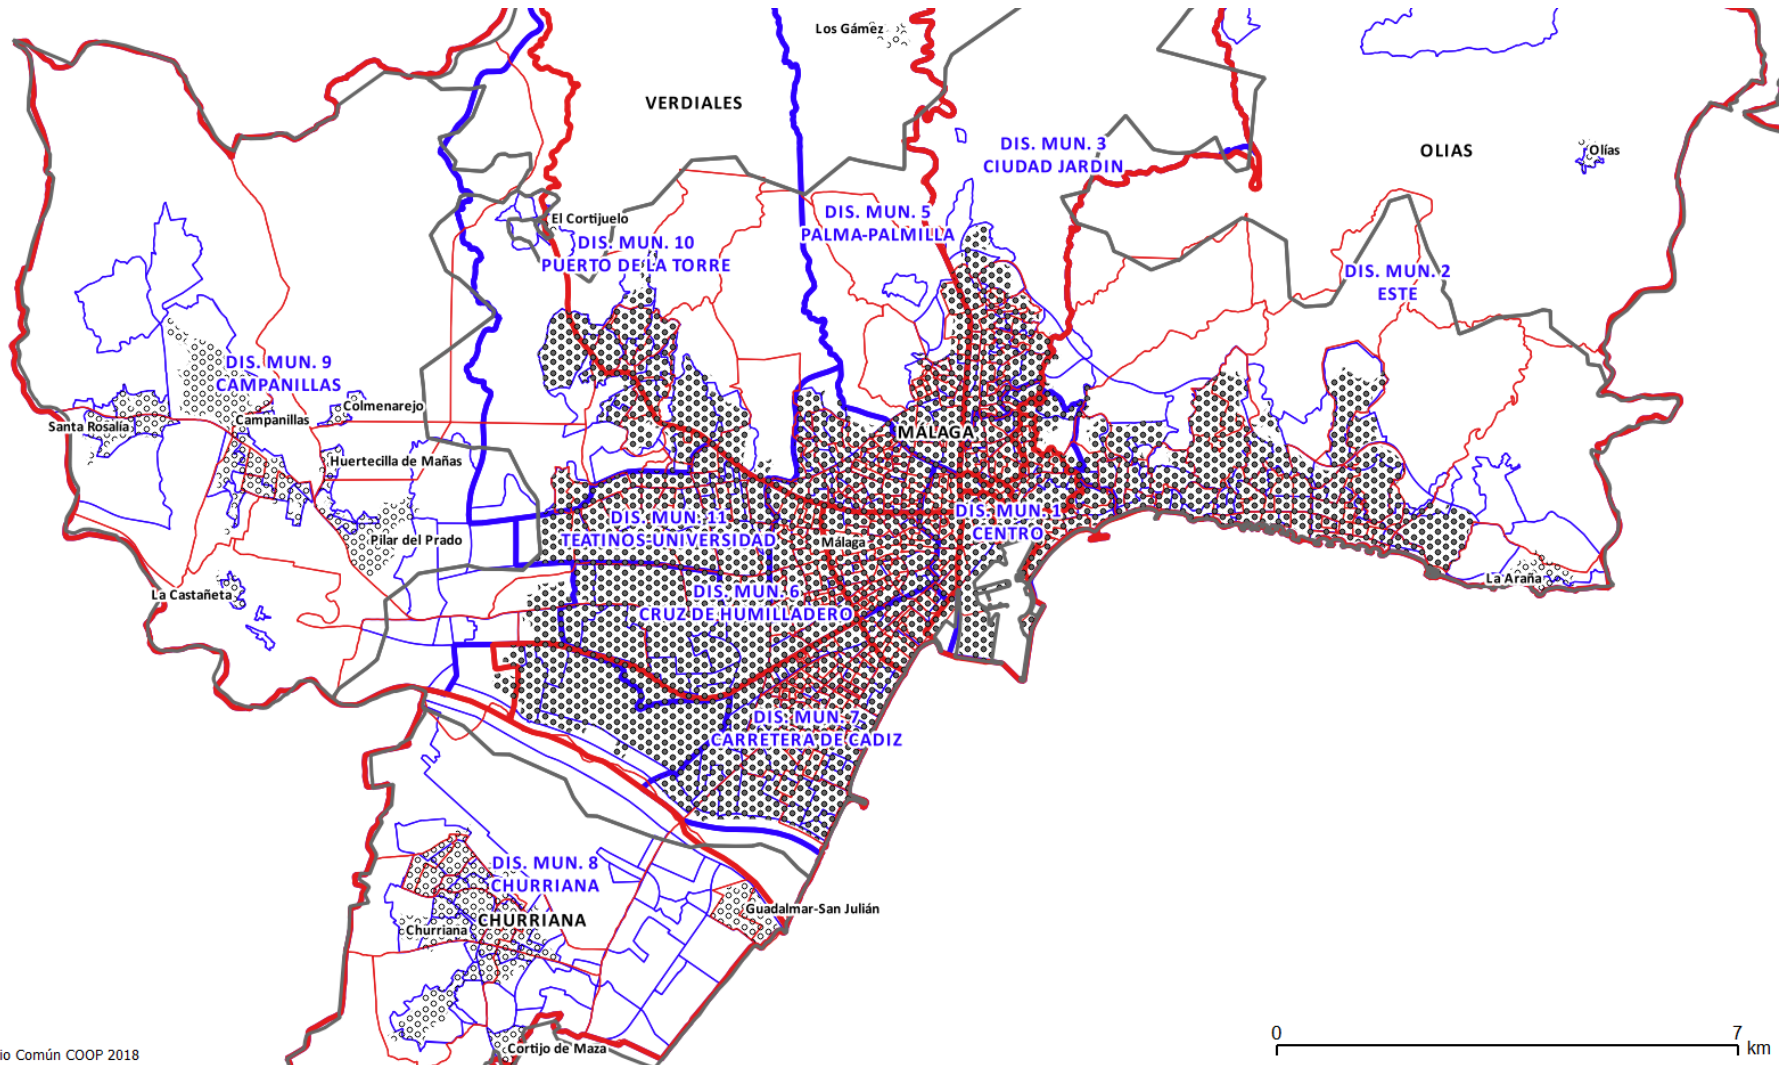 Los Gámez
VERDIALES
DIS. MUN. 3
CIUDAD JARDIN
OLIAS
Olías
El Cortijuelo
DIS. MUN. 10
PUERTO DE LA TORRE
DIS. MUN. 5
PALMA-PALMILLA
DIS. MUN. 2
ESTE
DIS. MUN. 9
CAMPANILLAS
Colmenarejo
Santa Rosalía
Campanillas
MÁLAGA
Huertecilla de Mañas
DIS. MUN. 11
TEATINOS-UNIVERSIDAD
DIS. MUN. 1
CENTRO
Pilar del Prado
Málaga
La Castañeta
La Araña
DIS. MUN. 6
CRUZ DE HUMILLADERO
DIS. MUN. 7
CARRETERA DE CADIZ
DIS. MUN. 8
CHURRIANA
CHURRIANA
Churriana
Guadalmar-San Julián
Cortijo de Maza
io Común COOP 2018
0 7
km